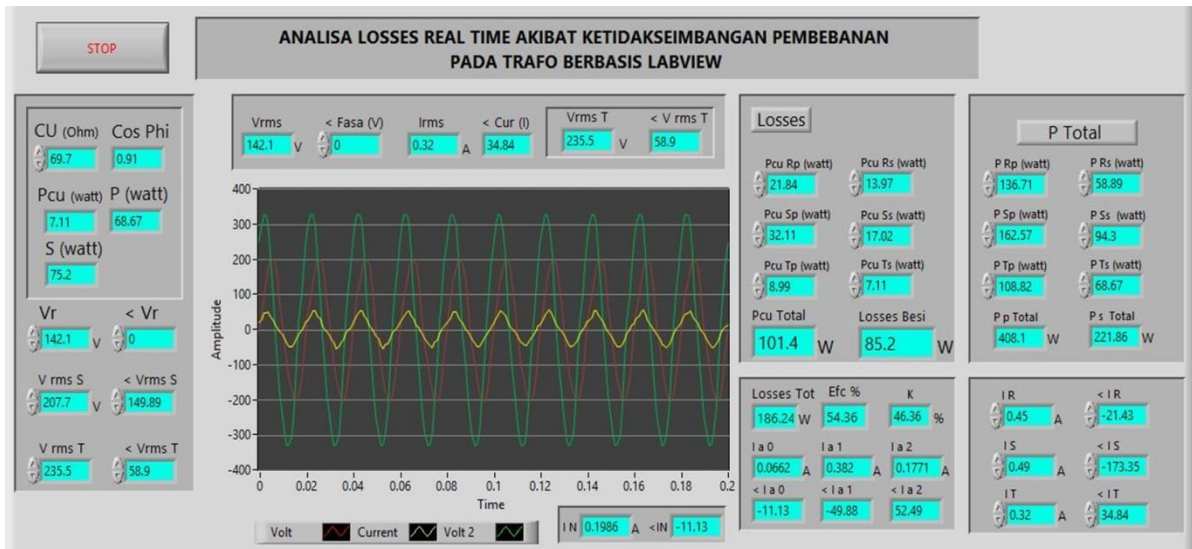 STOP
ANALISA LOSSES REAL TIME AKIBAT KETIDAKSEIMBANGAN PEMBEBANAN
PADA TRAFO BERBASIS LABVIEW
CU (Ohm) Cos Phi
69.7 0.91
Pcu (watt) P (watt)
7.11 68.67
S (watt)
75.2
Vr < Vr
142.1 V 0
V rms S < Vrms S
207.7 V 149.89
V rms T < Vrms T
235.5 58.9
Vrms < Fasa (V) Irms < Cur (I) Vrms T < V rms T
142.1 V 0 0.32 A 34.84 235.5 V 58.9
400
300
200
100
0
-100
-200
-300
-400
Amplitude
0 0.02 0.04 0.06 0.08 0.1 0.12 0.14 0.16 0.18 0.2
Time
Volt Current Volt 2
I N 0.1986 A <IN -11.13
Losses
Pcu Rp (watt) Pcu Rs (watt)
21.84 13.97
Pcu Sp (watt) Pcu Ss (watt)
32.11 17.02
Pcu Tp (watt) Pcu Ts (watt)
8.99 7.11
Pcu Total Losses Besi
101.4 W 85.2 W
Losses Tot Efc % K
186.24 W 54.36 46.36 %
I a 0 I a 1 I a 2
0.0662 A 0.382 A 0.1771 A
< I a 0 < I a 1 < I a 2
-11.13 -49.88 52.49
P Total
P Rp (watt) P Rs (watt)
136.71 58.89
P Sp (watt) P Ss (watt)
162.57 94.3
P Tp (watt) P Ts (watt)
108.82 68.67
P p Total P s Total
408.1 W 221.86 W
I R < I R
0.45 A -21.43
I S < I S
0.49 A -173.35
I T < I T
0.32 A 34.84